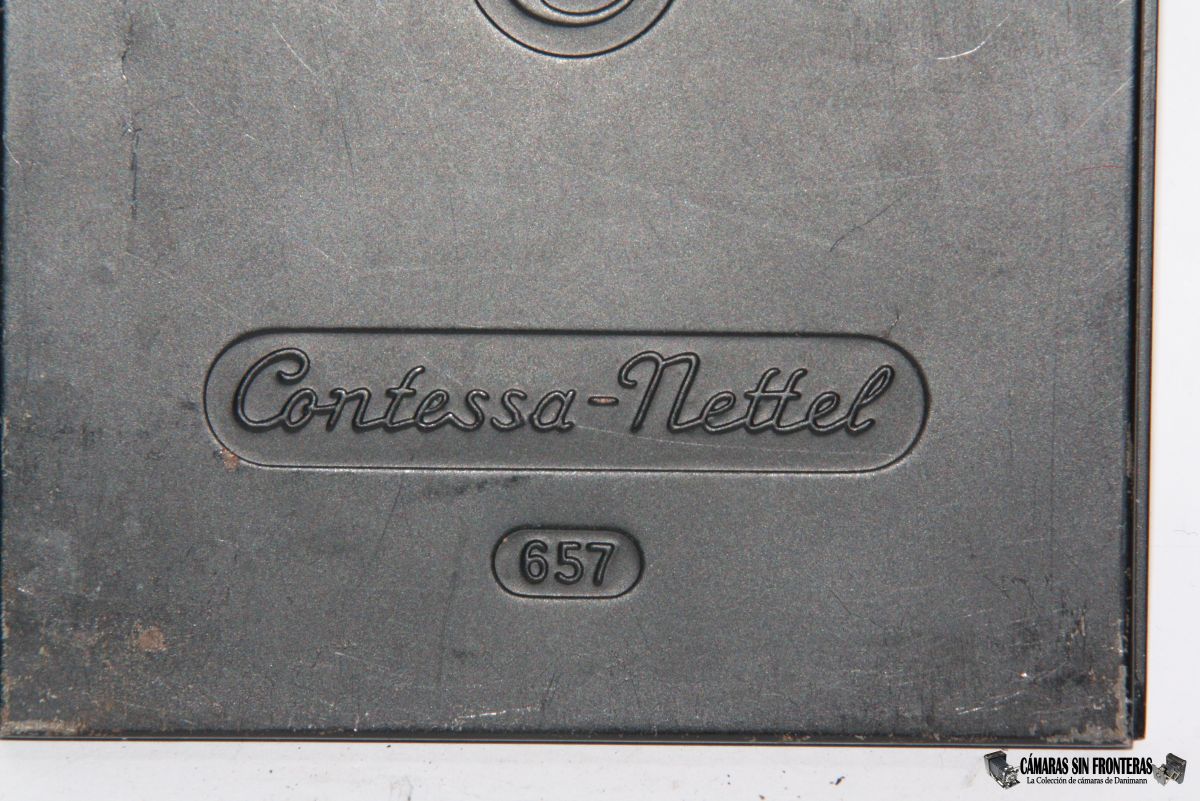 Contessa-Nettel
657
CÁMARAS SIN FRONTERAS
La Colección de cámaras de Danimann